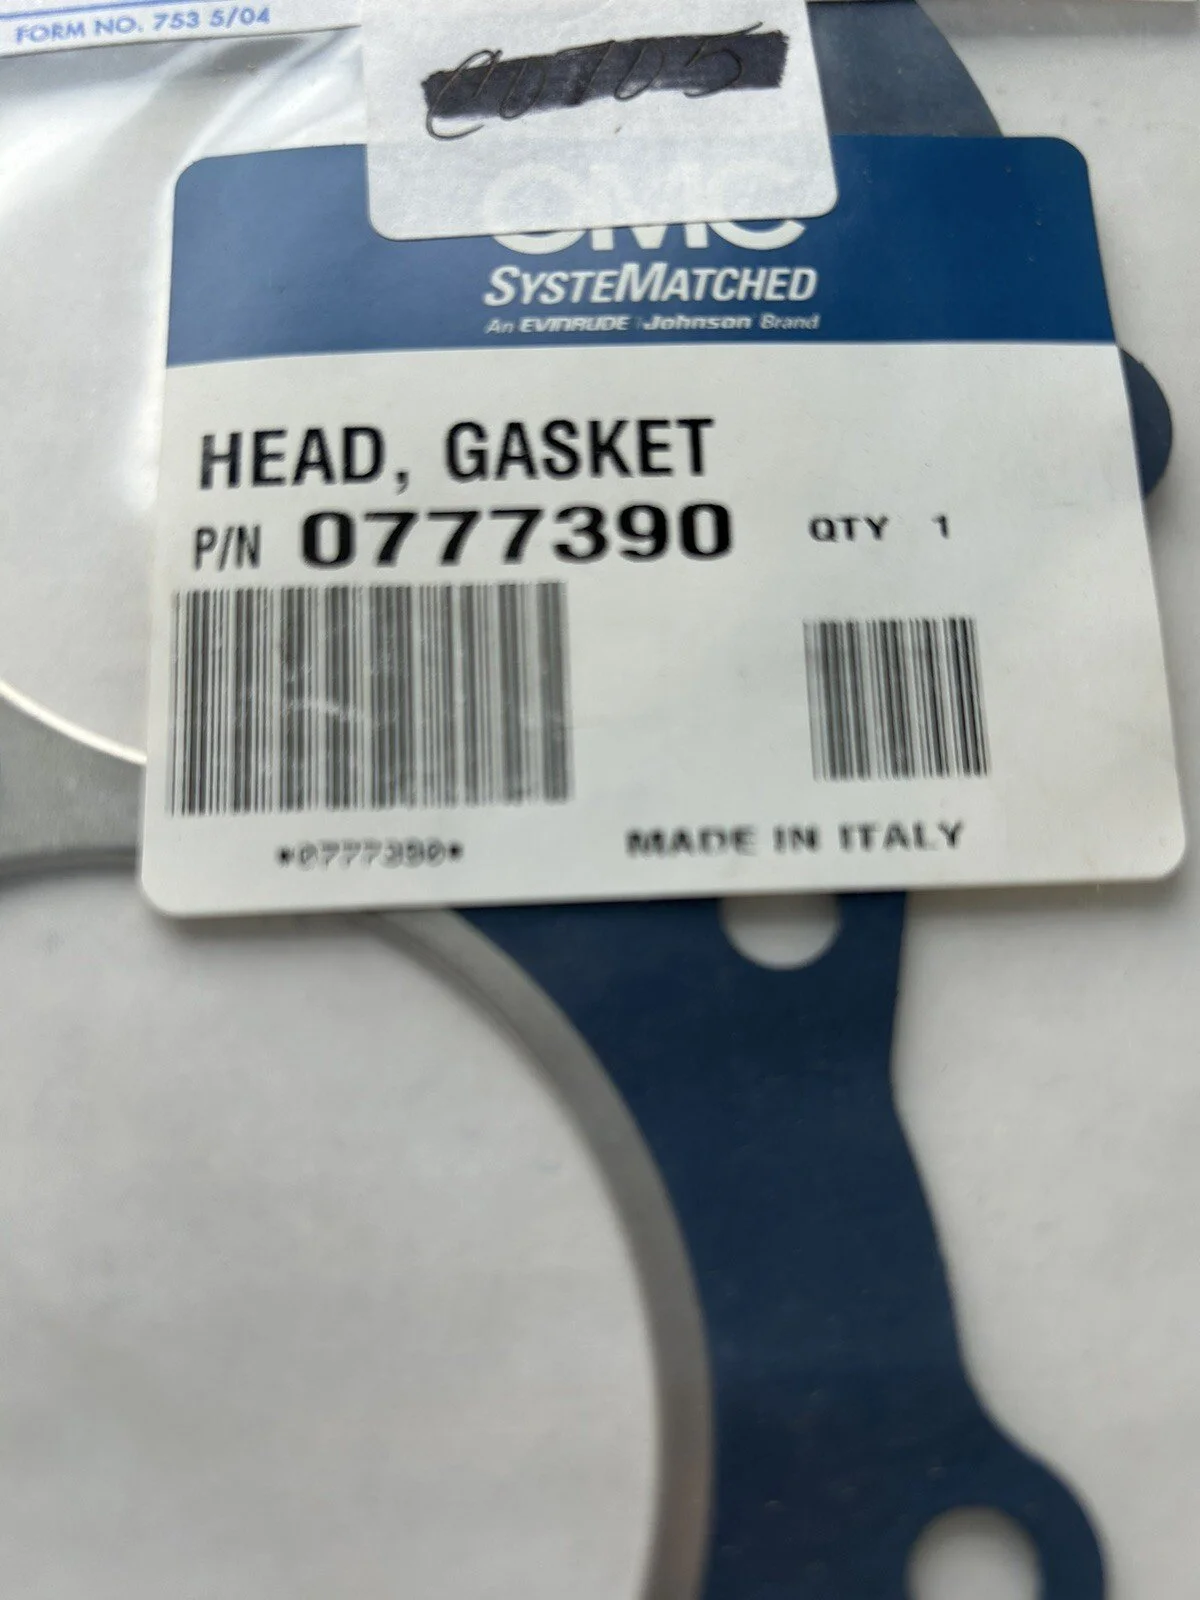 FORM NO. 753 5/04
OMC
SYSTEMATCHED
An EVINRUDE Johnson Brand
HEAD, GASKET
P/N 0777390 QTY 1
*0777390*
MADE IN ITALY